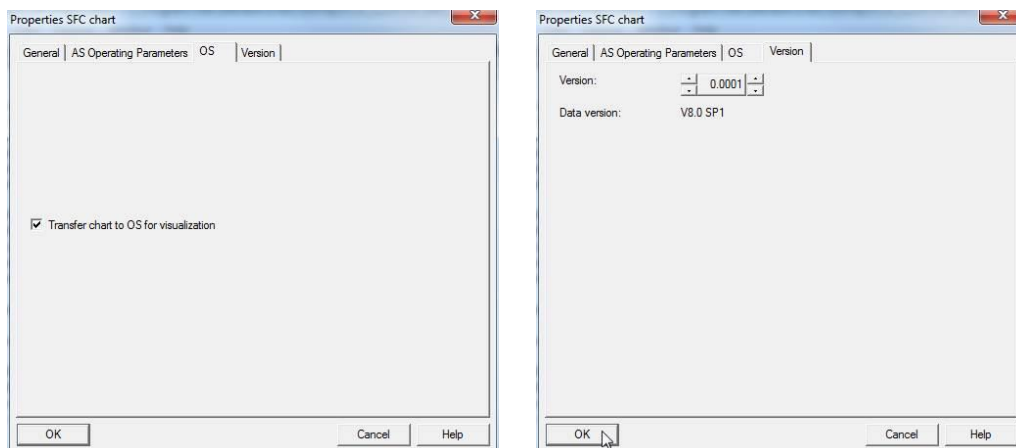 Properties SFC chart
General AS Operating Parameters OS Version
Transfer chart to OS for visualization
OK Cancel Help
Properties SFC chart
General AS Operating Parameters OS Version
Version: 0.0001
Data version: V8.0 SP1
OK Cancel Help